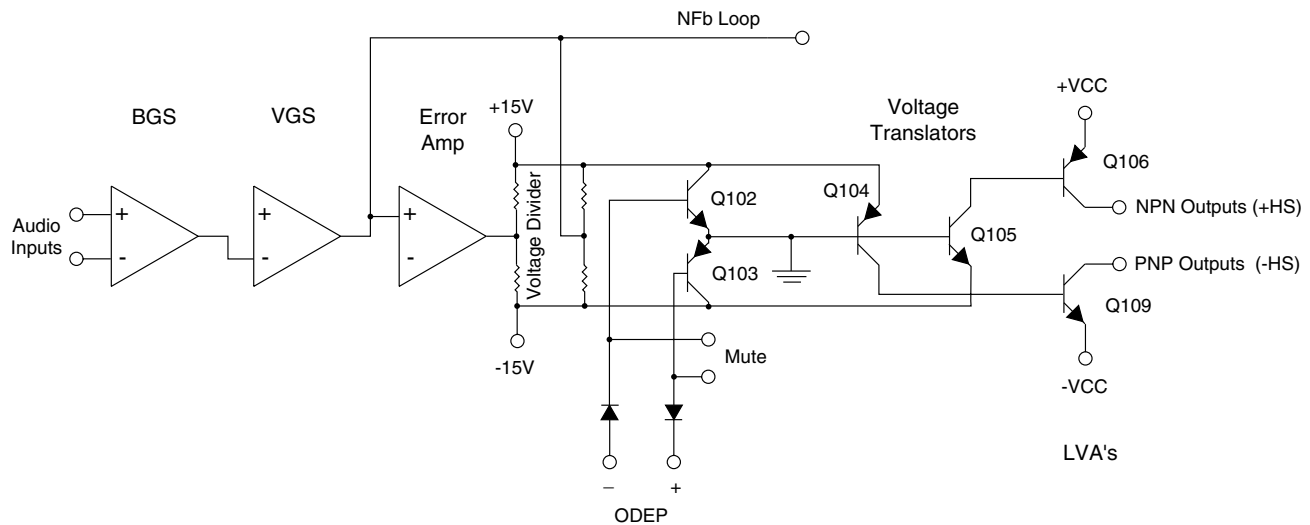 NFb Loop
BGS
VGS
Error
Amp
+15V
Voltage
Translators
+VCC
Audio
Inputs
+
-
+
-
+
-
Voltage Divider
Q102
Q103
Q104
Q105
Q106
NPN Outputs (+HS)
PNP Outputs (-HS)
Q109
-15V
Mute
-VCC
LVA's
–
+
ODEP